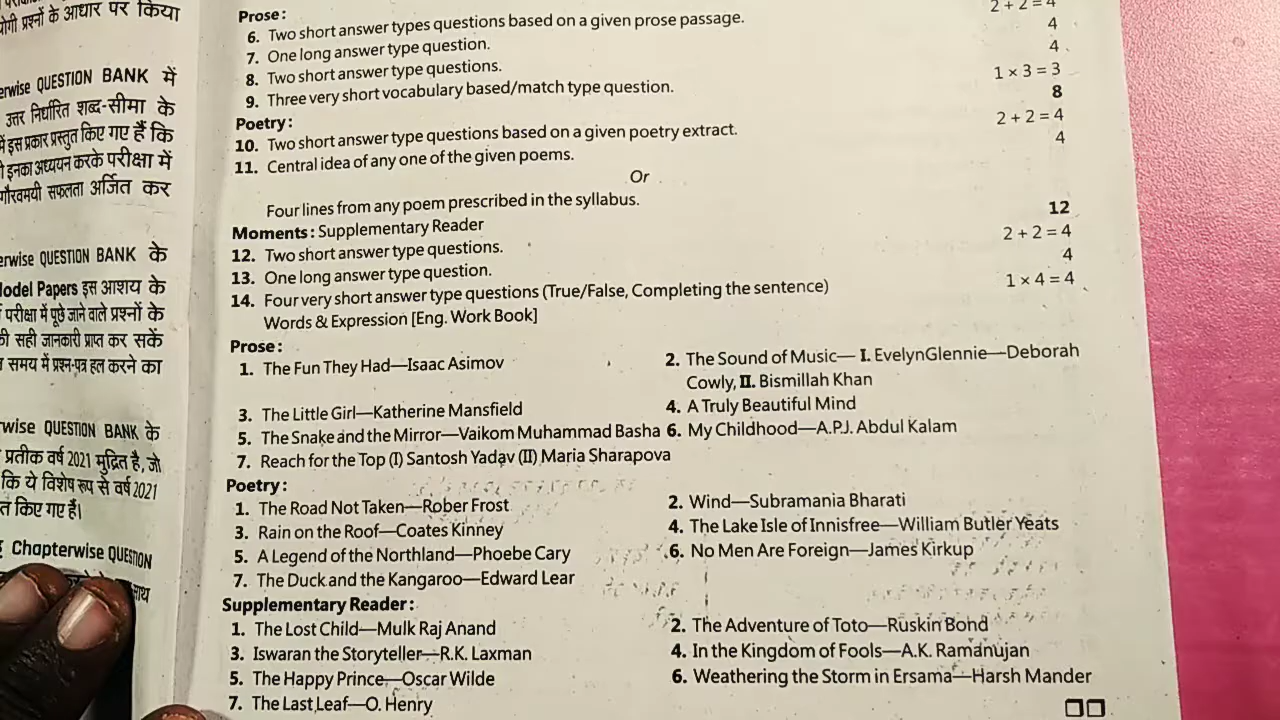 योगी प्रश्नों के आधार पर किया
erwise QUESTION BANK में
उत्तर निर्धारित शब्द-सीमा के
में इस प्रकार प्रस्तुत किए गए हैं कि
इनका अध्ययन करके परीक्षा में
गौरवमयी सफलता अर्जित कर
erwise QUESTION BANK के
Model Papers इस आशय के
परीक्षा में पूछे जाने वाले प्रश्नों के
की सही जानकारी प्राप्त कर सकें
समय में प्रश्न-पत्र हल करने का
wise QUESTION BANK के
प्रतीक वर्ष 2021 मुद्रित है, जो
कि ये विशेष रूप से वर्ष 2021
किए गए हैं।
Chapterwise QUESTION
Prose: 2 + 2 = 4
6. Two short answer types questions based on a given prose passage. 4
7. One long answer type question. 4
8. Two short answer type questions. 1 × 3 = 3
9. Three very short vocabulary based/match type question. 8
Poetry: 2 + 2 = 4
10. Two short answer type questions based on a given poetry extract. 4
11. Central idea of any one of the given poems.
Or
Four lines from any poem prescribed in the syllabus.
Moments: Supplementary Reader 12
12. Two short answer type questions. 2 + 2 = 4
13. One long answer type question. 4
14. Four very short answer type questions (True/False, Completing the sentence) 1 × 4 = 4
Words & Expression [Eng. Work Book]
Prose:
1. The Fun They Had—Isaac Asimov 2. The Sound of Music— I. EvelynGlennie—Deborah
Cowly, II. Bismillah Khan
3. The Little Girl—Katherine Mansfield 4. A Truly Beautiful Mind
5. The Snake and the Mirror—Vaikom Muhammad Basha 6. My Childhood—A.P.J. Abdul Kalam
7. Reach for the Top (I) Santosh Yadav (II) Maria Sharapova
Poetry:
1. The Road Not Taken—Rober Frost 2. Wind—Subramania Bharati
3. Rain on the Roof—Coates Kinney 4. The Lake Isle of Innisfree—William Butler Yeats
5. A Legend of the Northland—Phoebe Cary 6. No Men Are Foreign—James Kirkup
7. The Duck and the Kangaroo—Edward Lear
Supplementary Reader:
1. The Lost Child—Mulk Raj Anand 2. The Adventure of Toto—Ruskin Bond
3. Iswaran the Storyteller—R.K. Laxman 4. In the Kingdom of Fools—A.K. Ramanujan
5. The Happy Prince—Oscar Wilde 6. Weathering the Storm in Ersama—Harsh Mander
7. The Last Leaf—O. Henry